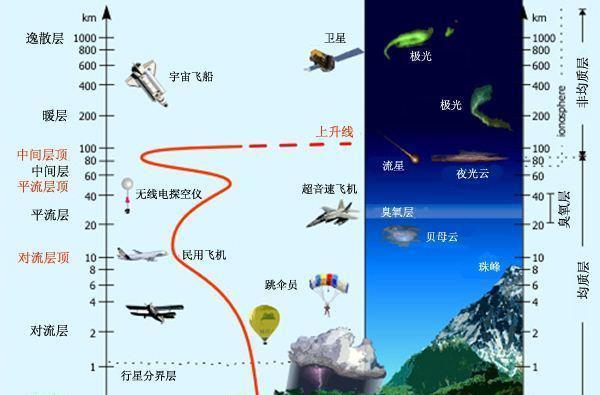 km
km
逸散层
1000
800
600
400
暖层
200
100
中间层顶
80
中间层
60
平流层顶
40
平流层
20
对流层顶
10
8
6
4
对流层
2
1
行星分界层
宇宙飞船
卫星
上升线
无线电探空仪
超音速飞机
民用飞机
跳伞员
极光
极光
流星
夜光云
臭氧层
贝母云
珠峰
1000
800
600
400
200
100
80
60
40
20
10
8
6
4
2
1
ionosphere
臭氧层
非均质层
均质层